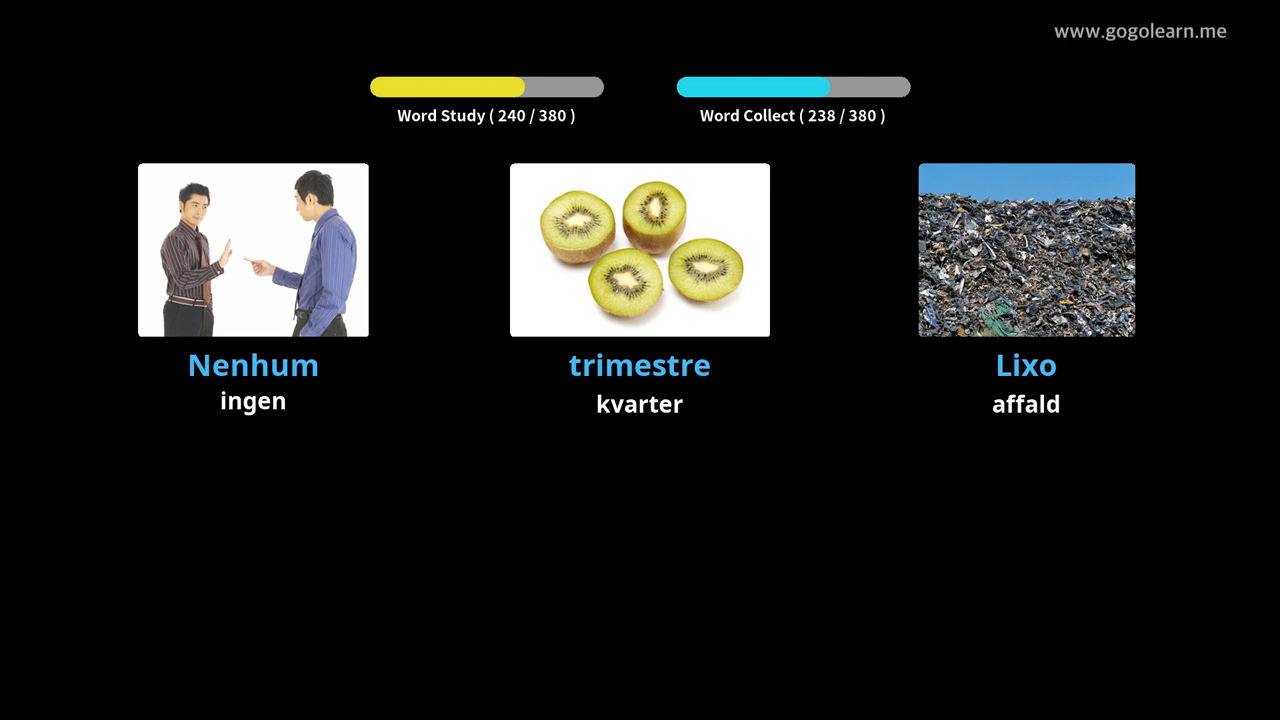 www.gogolearn.me
Word Study ( 240 / 380 )
Word Collect ( 238 / 380 )
Nenhum
ingen
trimestre
kvarter
Lixo
affald